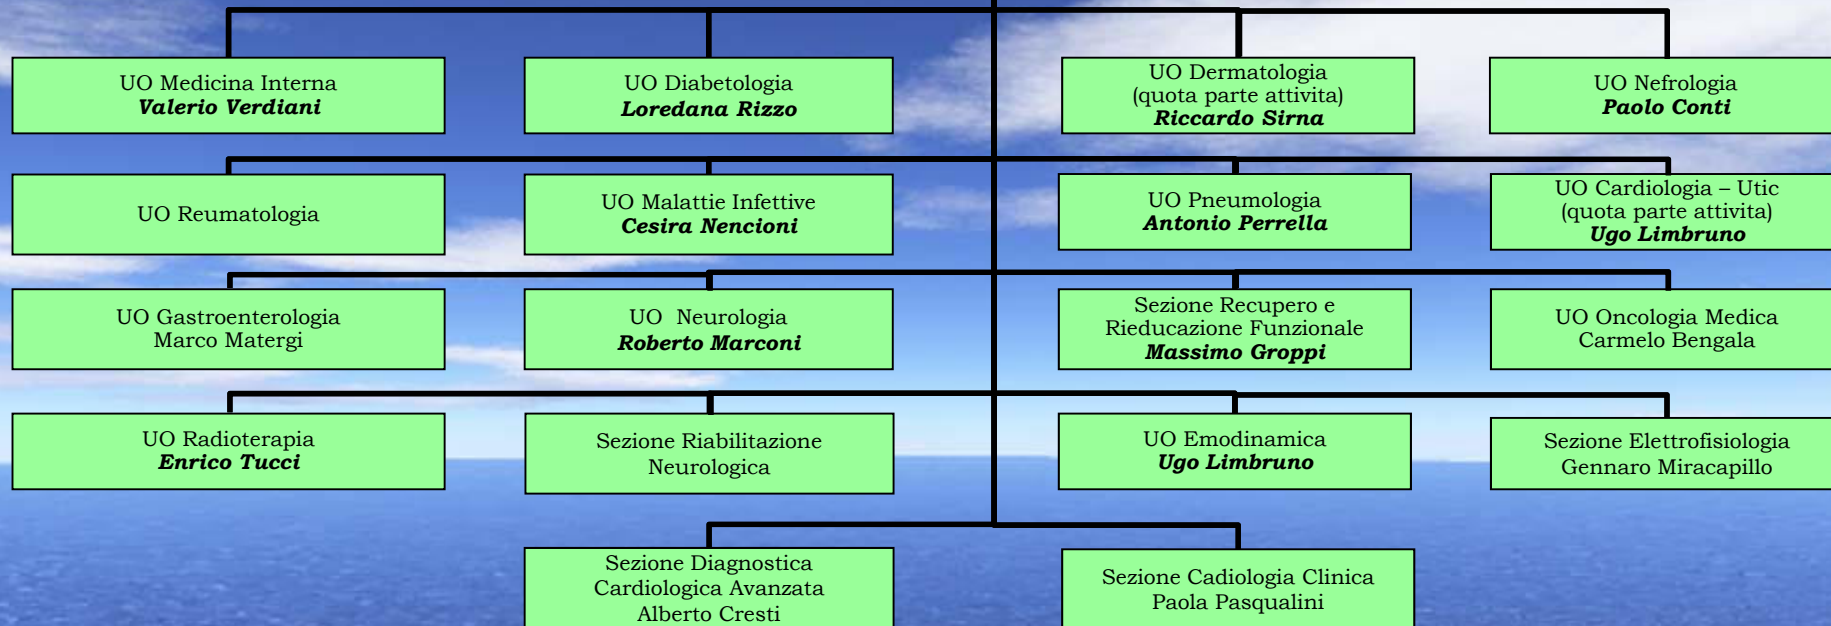 UO Medicina Interna
Valerio Verdiani
UO Diabetologia
Loredana Rizzo
UO Dermatologia
(quota parte attivita)
Riccardo Sirna
UO Nefrologia
Paolo Conti
UO Reumatologia
UO Malattie Infettive
Cesira Nencioni
UO Pneumologia
Antonio Perrella
UO Cardiologia – Utic
(quota parte attivita)
Ugo Limbruno
UO Gastroenterologia
Marco Matergi
UO Neurologia
Roberto Marconi
Sezione Recupero e
Rieducazione Funzionale
Massimo Groppi
UO Oncologia Medica
Carmelo Bengala
UO Radioterapia
Enrico Tucci
Sezione Riabilitazione
Neurologica
UO Emodinamica
Ugo Limbruno
Sezione Elettrofisiologia
Gennaro Miracapillo
Sezione Diagnostica
Cardiologica Avanzata
Alberto Cresti
Sezione Cadiologia Clinica
Paola Pasqualini